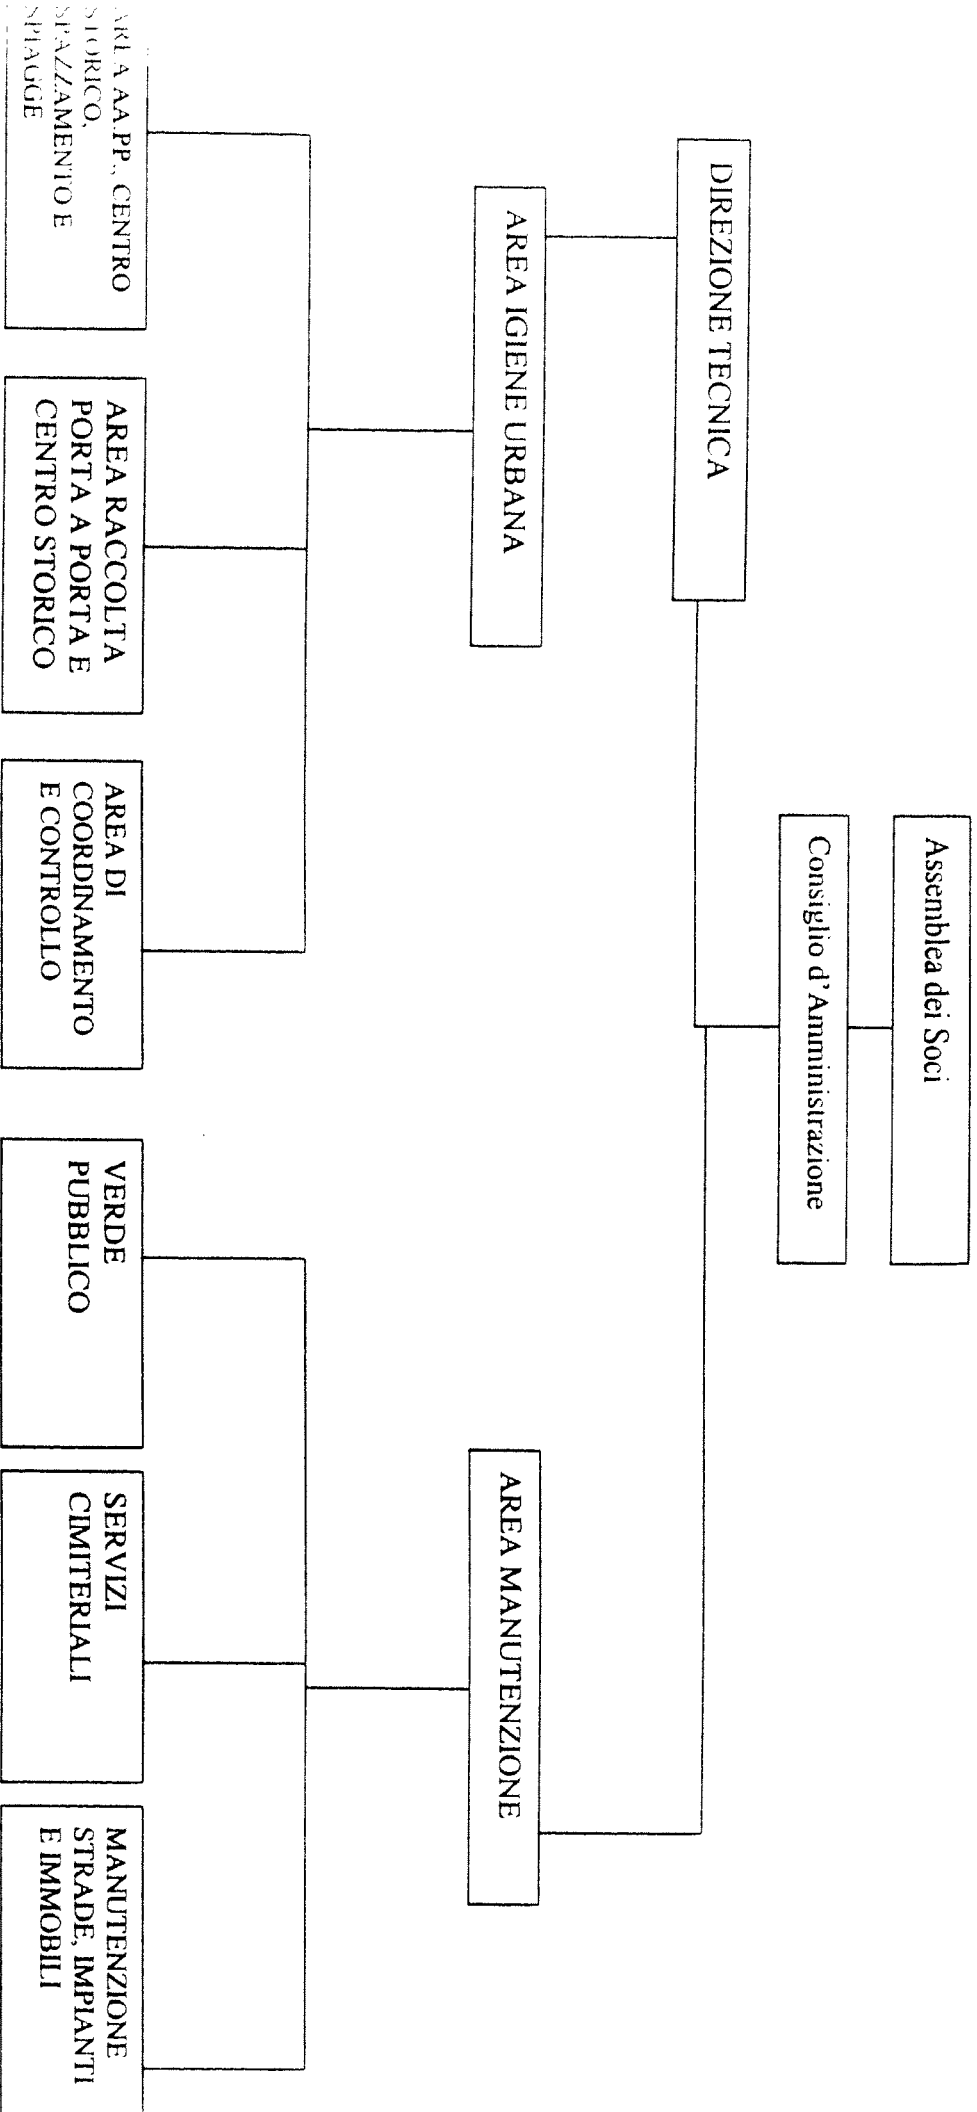 Assemblea dei Soci
Consiglio d'Amministrazione
DIREZIONE TECNICA
AREA IGIENE URBANA
AREA MANUTENZIONE
AREA AA.PP., CENTRO
STORICO,
SPAZZAMENTO E
SPIAGGE
AREA RACCOLTA
PORTA A PORTA E
CENTRO STORICO
AREA DI
COORDINAMENTO
E CONTROLLO
VERDE
PUBBLICO
SERVIZI
CIMITERIALI
MANUTENZIONE
STRADE, IMPIANTI
E IMMOBILI